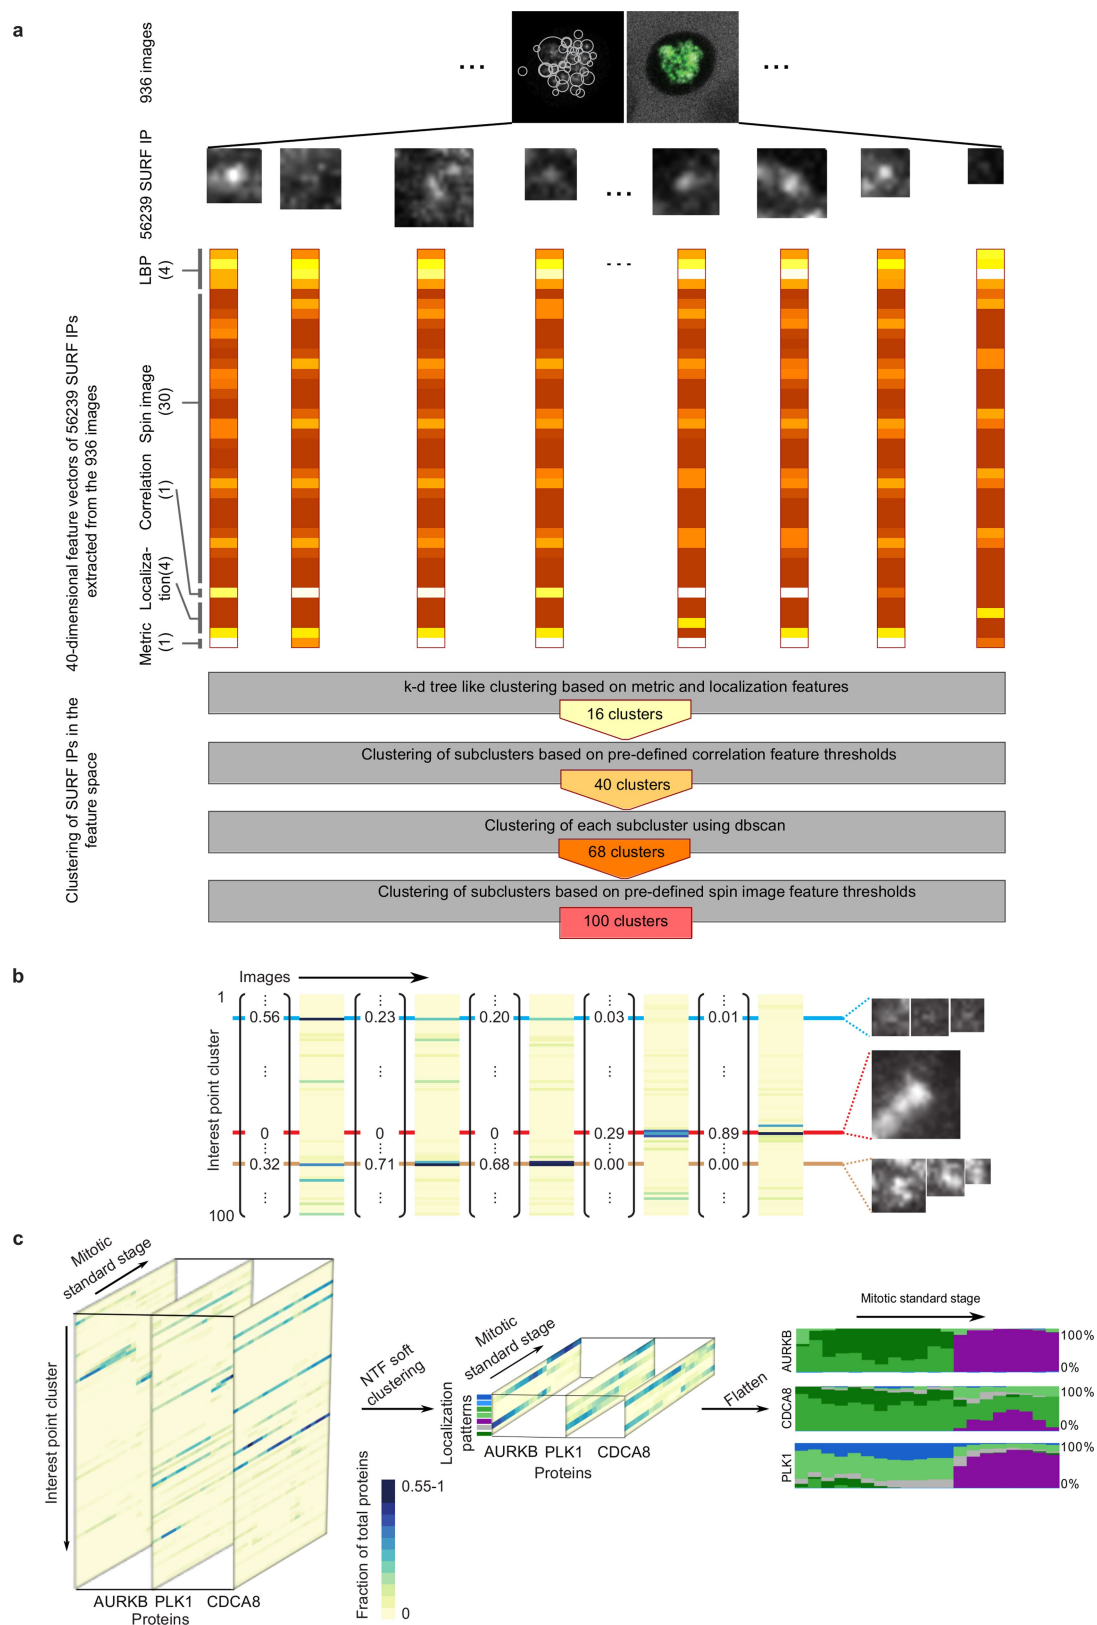 a
936 images
...
...
56239 SURF IP
...
40-dimensional feature vectors of 56239 SURF IPs
extracted from the 936 images
LBP
(4)
...
Spin image
(30)
Correlation
(1)
Localiza-
tion(4)
Metric
(1)
Clustering of SURF IPs in the
feature space
k-d tree like clustering based on metric and localization features
16 clusters
Clustering of subclusters based on pre-defined correlation feature thresholds
40 clusters
Clustering of each subcluster using dbscan
68 clusters
Clustering of subclusters based on pre-defined spin image feature thresholds
100 clusters
b
Images
Interest point cluster
1
100
0.56 0.23 0.20 0.03 0.01
0 0 0 0.29 0.89
0.32 0.71 0.68 0.00 0.00
c
Mitotic
standard stage
Interest point cluster
AURKB PLK1 CDCA8
Proteins
NTF soft
clustering
Fraction of total proteins
0.55-1
0
Mitotic
standard stage
Localization
patterns
AURKB PLK1 CDCA8
Proteins
Flatten
Mitotic standard stage
AURKB
100%
0%
CDCA8
100%
0%
PLK1
100%
0%